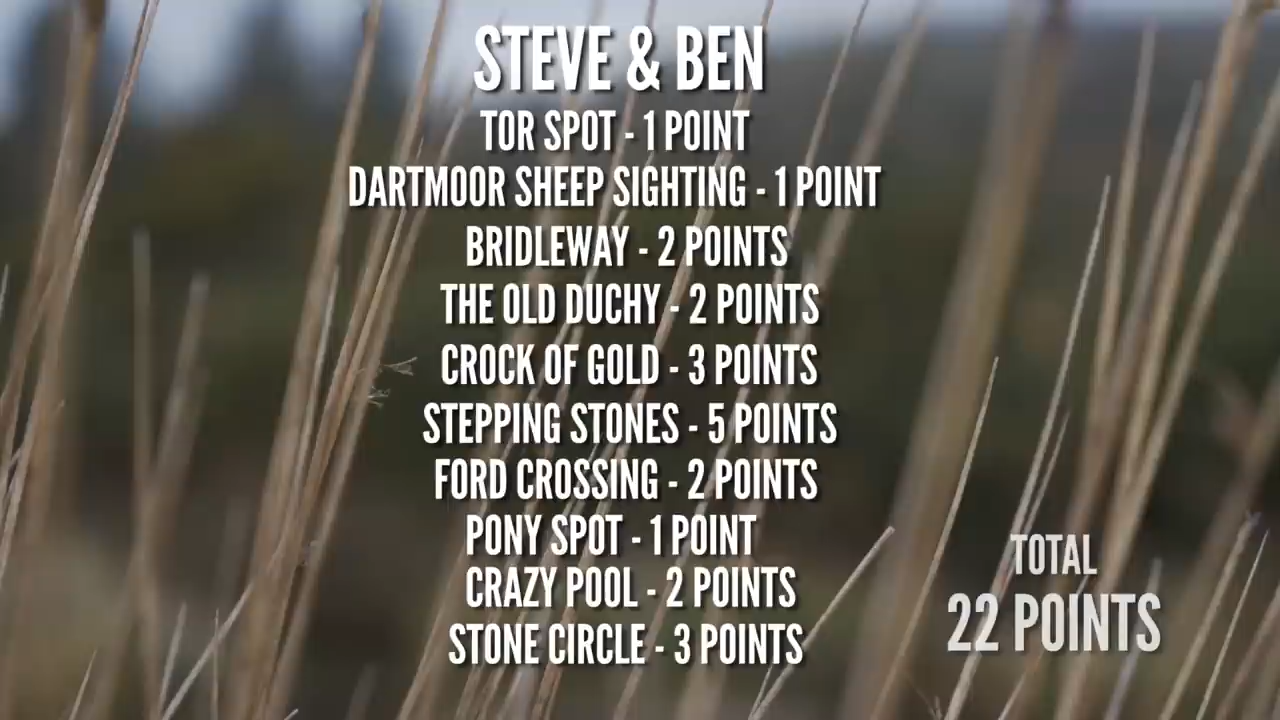 STEVE & BEN
TOR SPOT - 1 POINT
DARTMOOR SHEEP SIGHTING - 1 POINT
BRIDLEWAY - 2 POINTS
THE OLD DUCHY - 2 POINTS
CROCK OF GOLD - 3 POINTS
STEPPING STONES - 5 POINTS
FORD CROSSING - 2 POINTS
PONY SPOT - 1 POINT
CRAZY POOL - 2 POINTS
STONE CIRCLE - 3 POINTS
TOTAL
22 POINTS